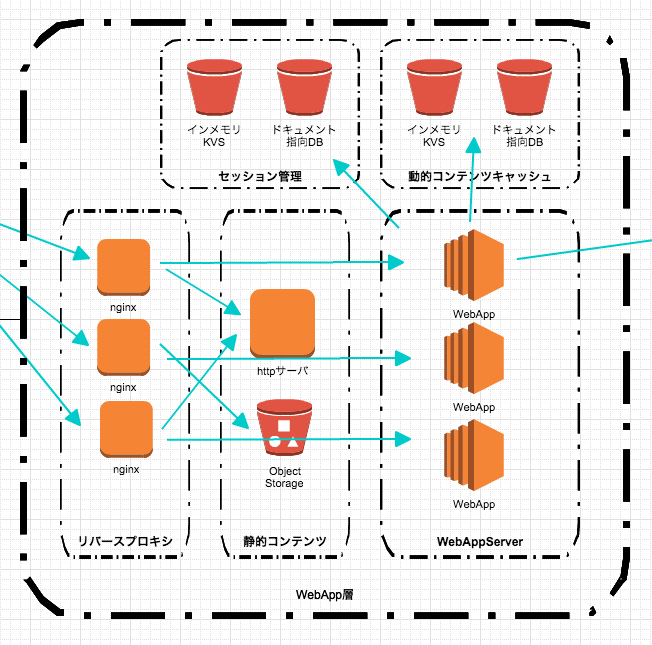 インメモリ
KVS
ドキュメント
指向DB
セッション管理
インメモリ
KVS
ドキュメント
指向DB
動的コンテンツキャッシュ
nginx
nginx
nginx
リバースプロキシ
httpサーバ
Object
Storage
静的コンテンツ
WebApp
WebApp
WebApp
WebAppServer
WebApp層